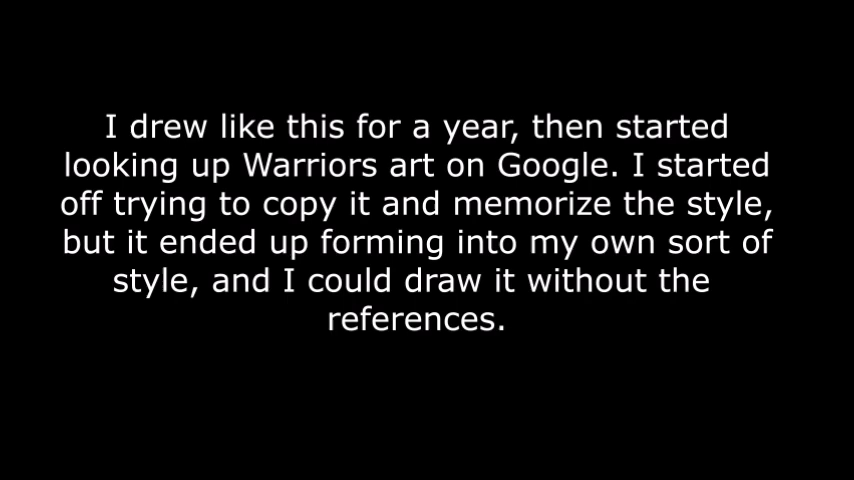 I drew like this for a year, then started
looking up Warriors art on Google. I started
off trying to copy it and memorize the style,
but it ended up forming into my own sort of
style, and I could draw it without the
references.